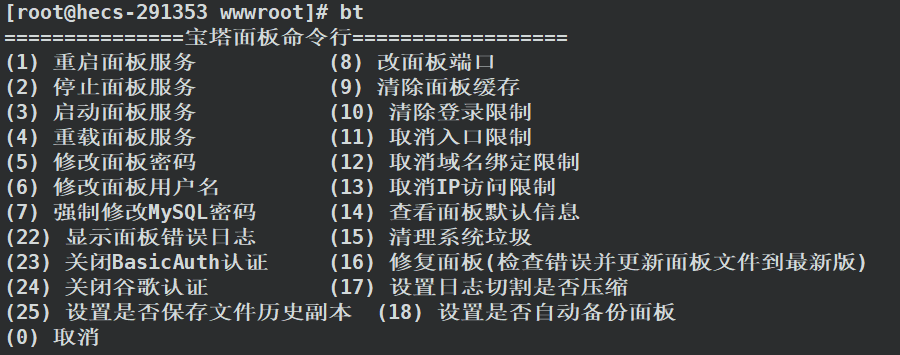 [root@hecs-291353 wwwroot]# bt
===============宝塔面板命令行==================
(1) 重启面板服务           (8) 改面板端口
(2) 停止面板服务           (9) 清除面板缓存
(3) 启动面板服务           (10) 清除登录限制
(4) 重载面板服务           (11) 取消入口限制
(5) 修改面板密码           (12) 取消域名绑定限制
(6) 修改面板用户名         (13) 取消IP访问限制
(7) 强制修改MySQL密码      (14) 查看面板默认信息
(22) 显示面板错误日志      (15) 清理系统垃圾
(23) 关闭BasicAuth认证     (16) 修复面板(检查错误并更新面板文件到最新版)
(24) 关闭谷歌认证          (17) 设置日志切割是否压缩
(25) 设置是否保存文件历史副本  (18) 设置是否自动备份面板
(0) 取消